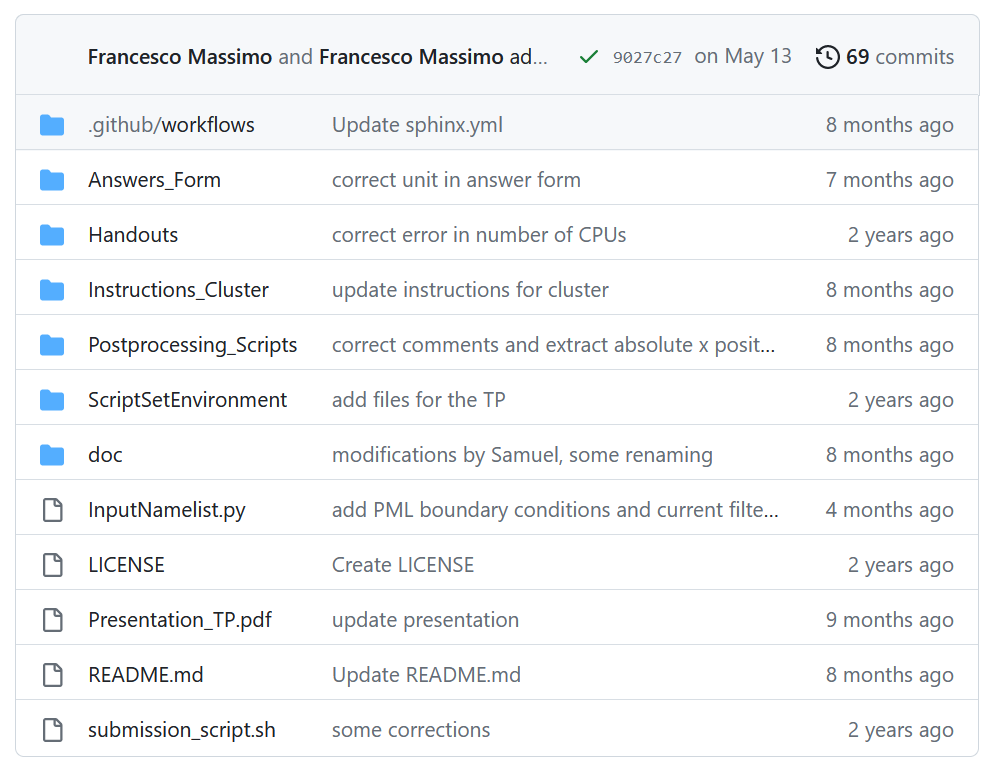 Francesco Massimo and Francesco Massimo ad... 9027c27 on May 13 69 commits
.github/workflows Update sphinx.yml 8 months ago
Answers_Form correct unit in answer form 7 months ago
Handouts correct error in number of CPUs 2 years ago
Instructions_Cluster update instructions for cluster 8 months ago
Postprocessing_Scripts correct comments and extract absolute x posit... 8 months ago
ScriptSetEnvironment add files for the TP 2 years ago
doc modifications by Samuel, some renaming 8 months ago
InputNamelist.py add PML boundary conditions and current filte... 4 months ago
LICENSE Create LICENSE 2 years ago
Presentation_TP.pdf update presentation 9 months ago
README.md Update README.md 8 months ago
submission_script.sh some corrections 2 years ago